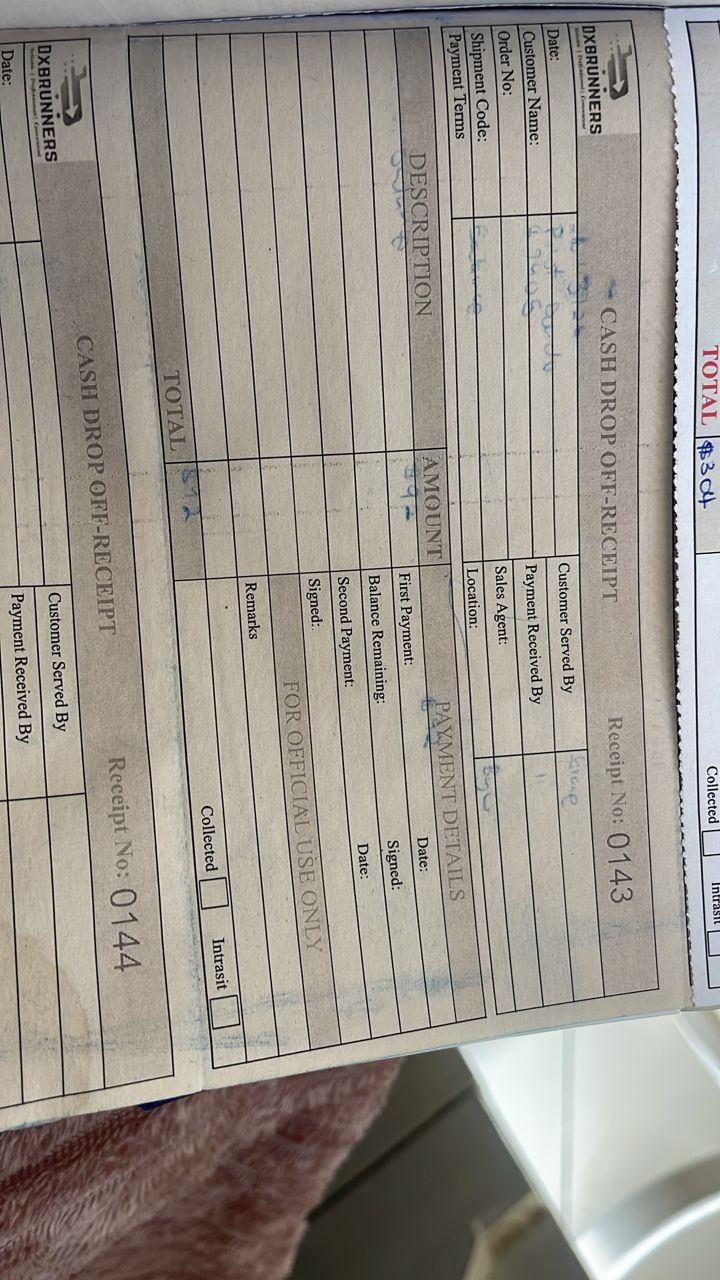 TOTAL $304
Collected Intrasit
DXBRUNNERS
CASH DROP OFF-RECEIPT
Receipt No: 0143
Date:
Customer Served By
Customer Name:
Payment Received By "
Order No:
Sales Agent:
Shipment Code:
Location:
Payment Terms
DESCRIPTION AMOUNT PAYMENT DETAILS
$92
First Payment: Date:
Balance Remaining: Signed:
Second Payment: Date:
Signed:
FOR OFFICIAL USE ONLY
Remarks
TOTAL $92
Collected Intrasit
DXBRUNNERS
CASH DROP OFF-RECEIPT
Receipt No: 0144
Customer Served By
Date:
Payment Received By